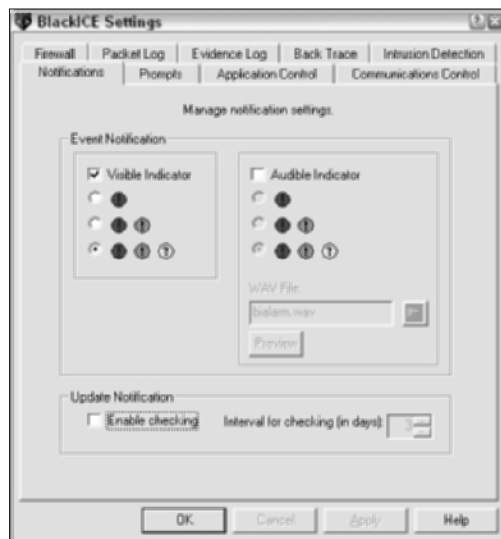 BlackICE Settings
Firewall Packet Log Evidence Log Back Trace Intrusion Detection
Notifications Prompts Application Control Communications Control
Manage notification settings.
Event Notification
Visible Indicator
Audible Indicator
WAV File:
bialarm.wav
Preview
Update Notification
Enable checking Interval for checking (in days): 3
OK Cancel Apply Help